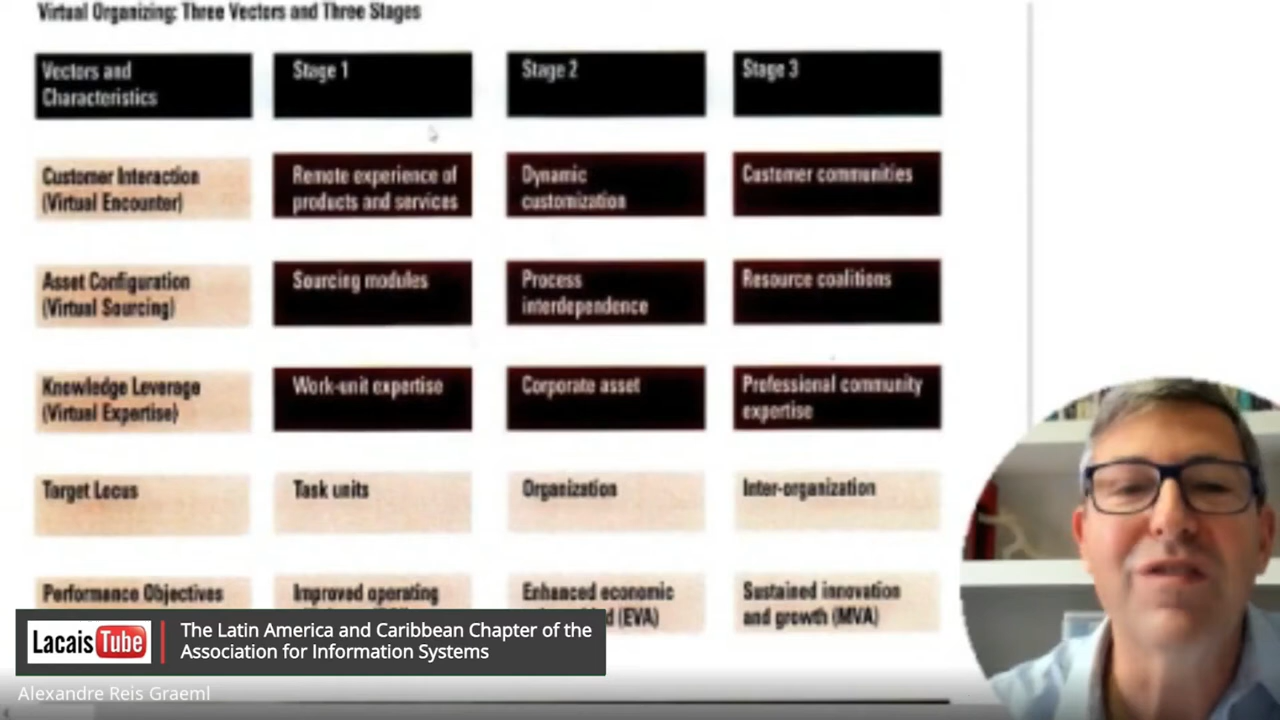 Virtual Organizing: Three Vectors and Three Stages
Vectors and
Characteristics
Stage 1
Stage 2
Stage 3
Customer Interaction
(Virtual Encounter)
Remote experience of
products and services
Dynamic
customization
Customer communities
Asset Configuration
(Virtual Sourcing)
Sourcing modules
Process
interdependence
Resource coalitions
Knowledge Leverage
(Virtual Expertise)
Work-unit expertise
Corporate asset
Professional community
expertise
Target Locus
Task units
Organization
Inter-organization
Performance Objectives
Improved operating
Enhanced economic
(EVA)
Sustained innovation
and growth (MVA)
LacaisTube
The Latin America and Caribbean Chapter of the
Association for Information Systems
Alexandre Reis Graeml